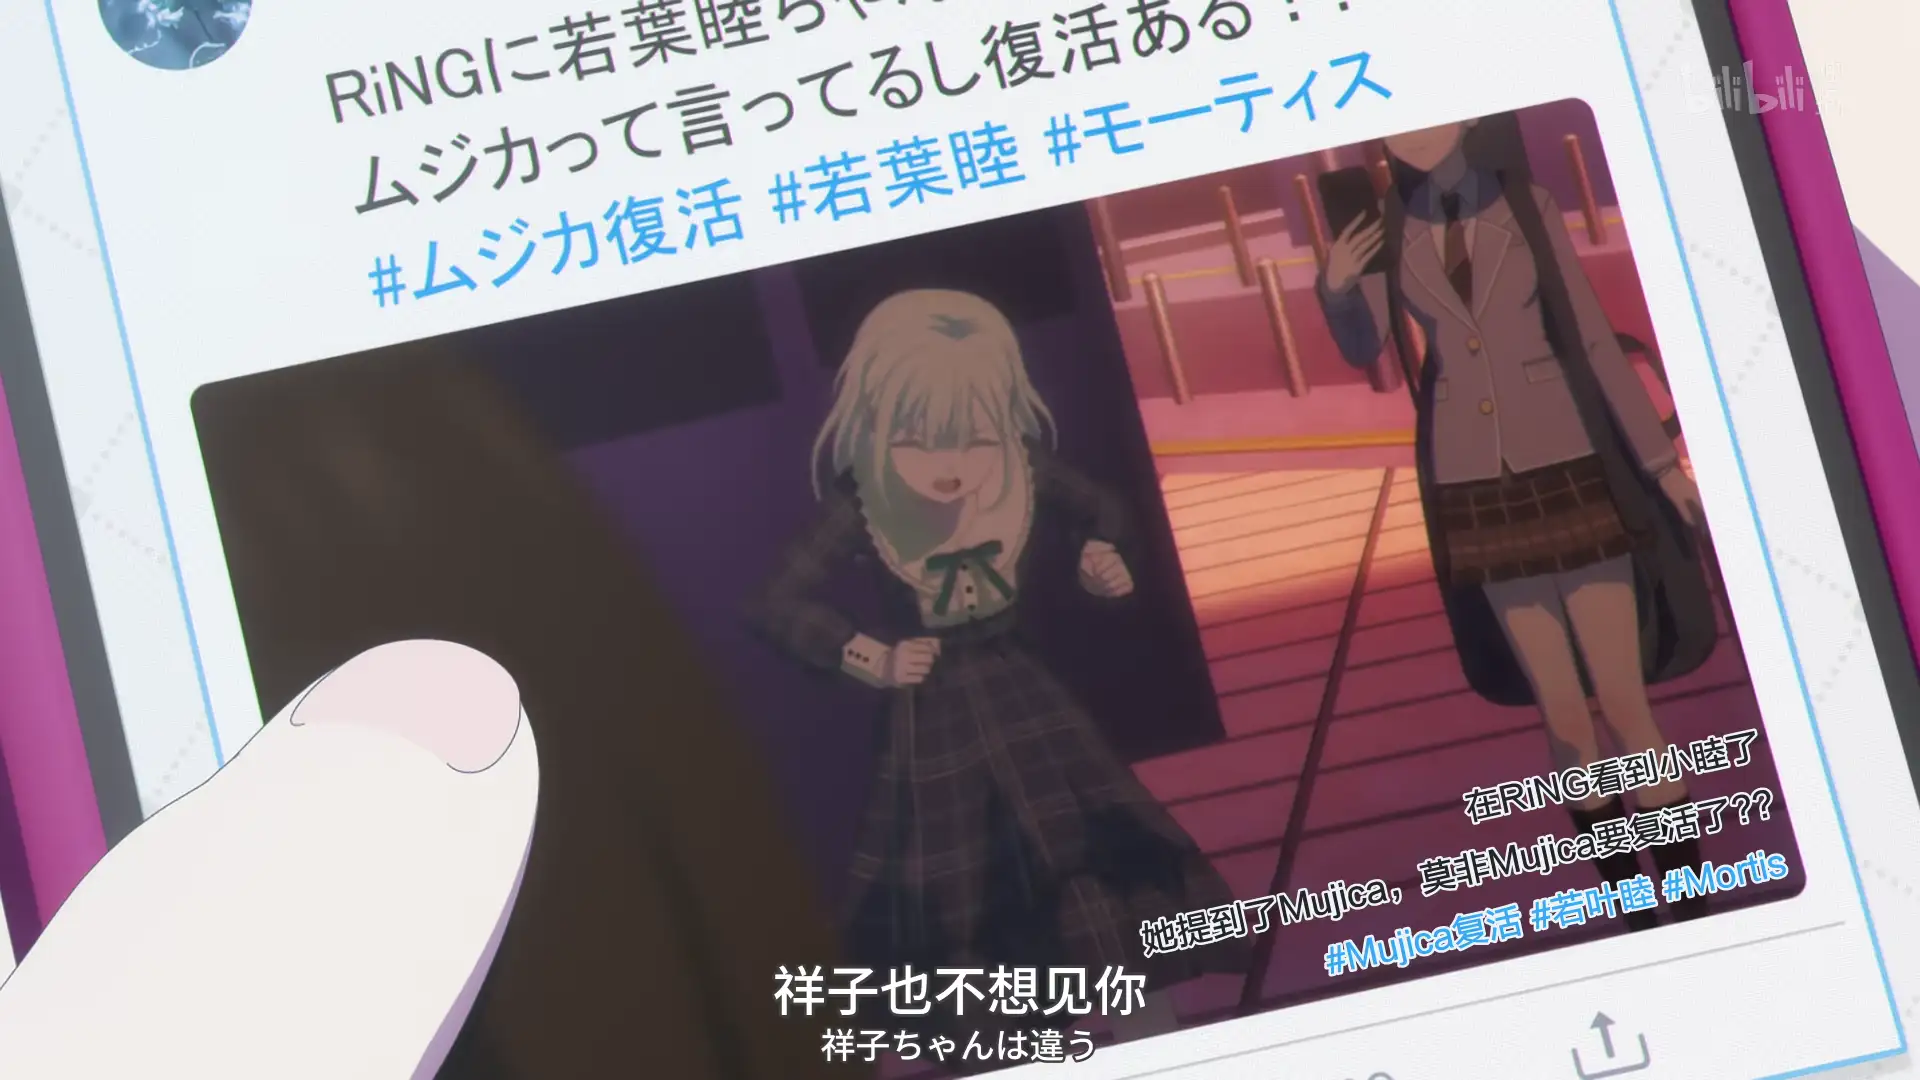 RiNGに若葉睦ちゃん
ムジカって言ってるし復活ある??
#ムジカ復活 #若葉睦 #モーティス
bilibili
在RiNG看到小睦了
她提到了Mujica，莫非Mujica要复活了??
#Mujica复活 #若叶睦 #Mortis
祥子也不想见你
祥子ちゃんは違う